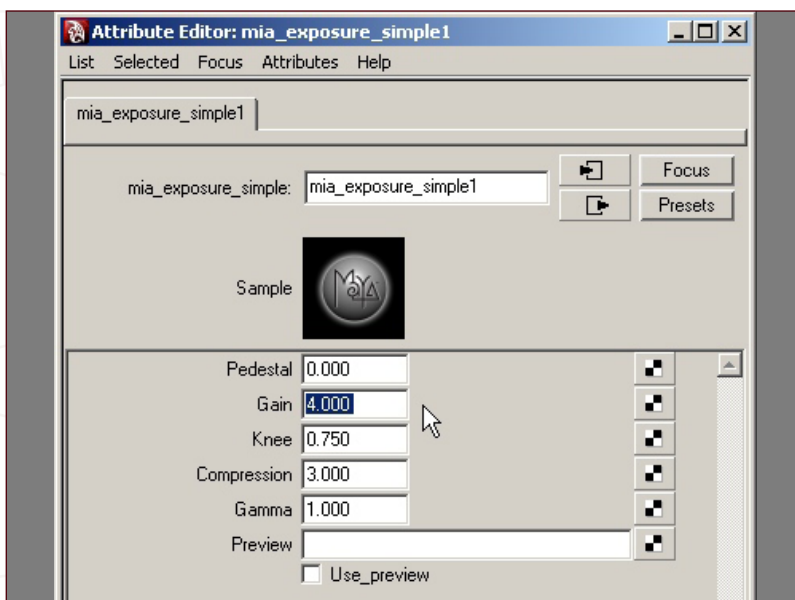 Attribute Editor: mia_exposure_simple1
List Selected Focus Attributes Help
mia_exposure_simple1
mia_exposure_simple: mia_exposure_simple1 Focus
Presets
Sample MAYA
Pedestal 0.000
Gain 4.000
Knee 0.750
Compression 3.000
Gamma 1.000
Preview
Use_preview